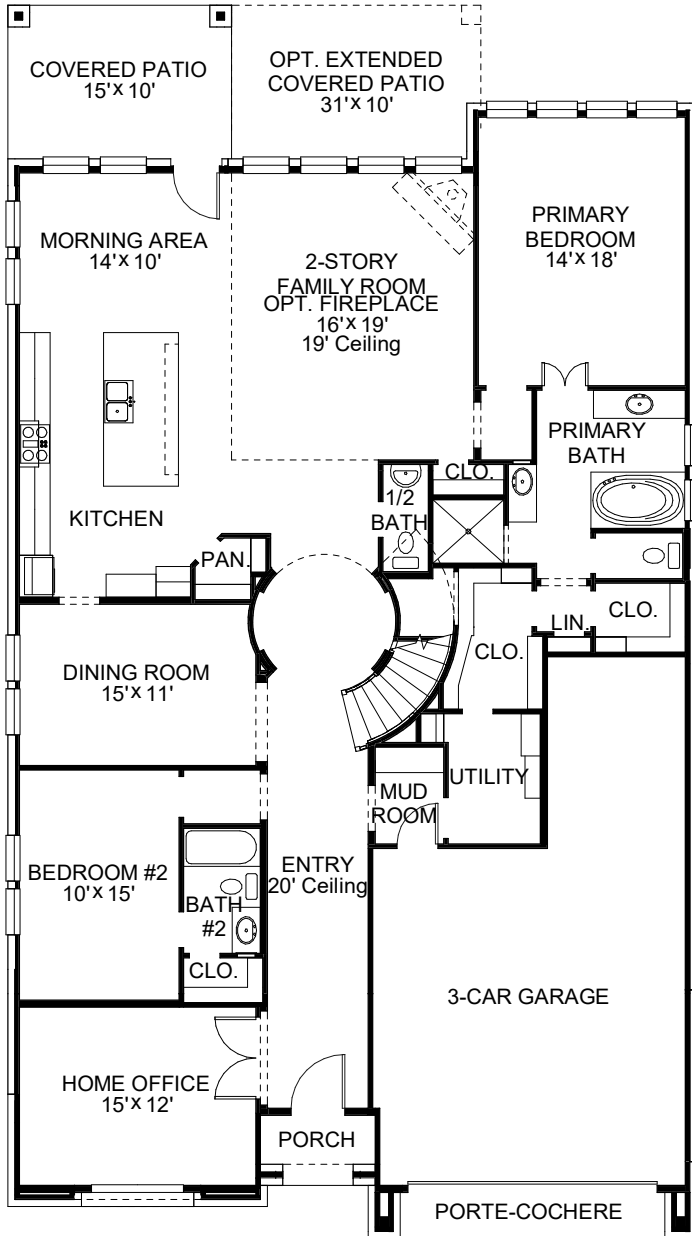 COVERED PATIO
15' x 10'
OPT. EXTENDED
COVERED PATIO
31' x 10'
MORNING AREA
14' x 10'
2-STORY
FAMILY ROOM
OPT. FIREPLACE
16' x 19'
19' Ceiling
PRIMARY
BEDROOM
14' x 18'
PRIMARY
BATH
CLO.
1/2
BATH
KITCHEN
PAN.
CLO.
LIN.
CLO.
DINING ROOM
15' x 11'
UTILITY
MUD
ROOM
BEDROOM #2
10' x 15'
ENTRY
20' Ceiling
BATH
#2
CLO.
3-CAR GARAGE
HOME OFFICE
15' x 12'
PORCH
PORTE-COCHERE